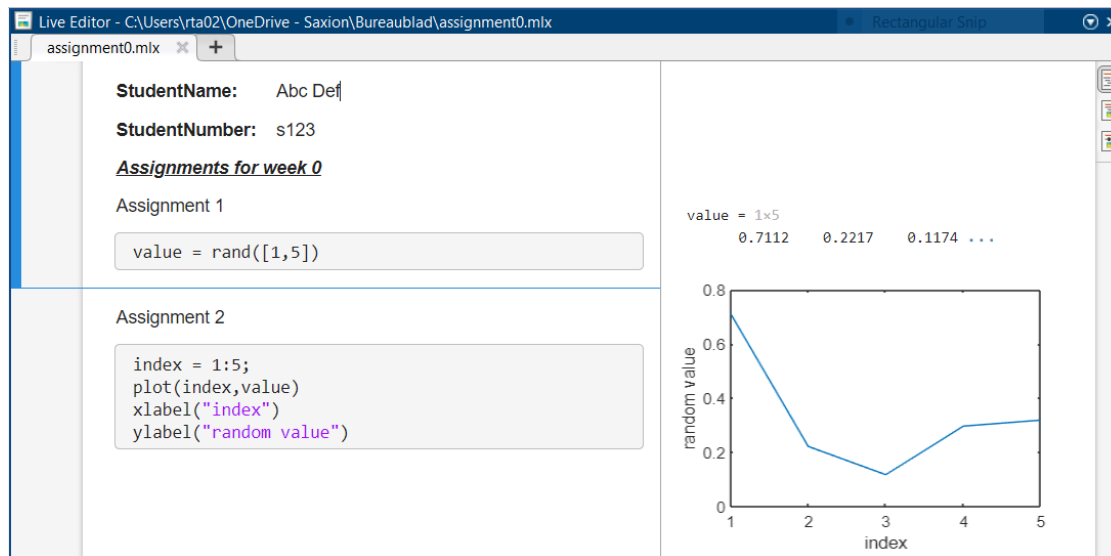 Live Editor - C:\Users\rta02\OneDrive - Saxion\Bureaublad\assignment0.mlx
Rectangular Snip
assignment0.mlx
StudentName: Abc Def
StudentNumber: s123
Assignments for week 0
Assignment 1
value = rand([1,5])
Assignment 2
index = 1:5;
plot(index,value)
xlabel("index")
ylabel("random value")
value = 1×5
0.7112 0.2217 0.1174 ...
0.8
0.6
0.4
0.2
0
random value
1 2 3 4 5
index